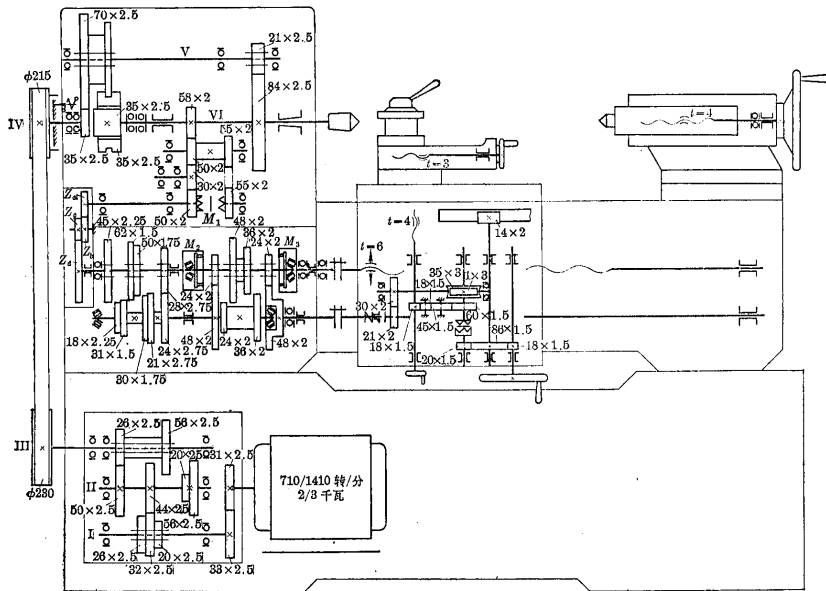 70×2.5
21×2.5
V
φ215
84×2.5
58×2
35×2.5
VI
55×2
IV
35×2.5
35×2.5
50×2
30×2
55×2
45×2.25
50×2
M₁
48×2
62×1.5
36×2
50×1.75
M₂
24×2
M₃
Z_d
24×2
28×2.75
18×2.25
48×2
24×2
48×2
31×1.5
24×2.75
36×2
21×2.75
30×1.75
t=3
t=4
t=4
14×2
t=6
35×3
1×3
18×1.5
30×2
60×1.5
21×2
45×1.5
86×1.5
18×1.5
20×1.5
18×1.5
26×2.5
56×2.5
III
31×2.5
φ230
II
50×2.5
44×25
56×2.5
I
26×2.5
20×2.5
32×2.5
33×2.5
710/1410 转/分
2/3 千瓦